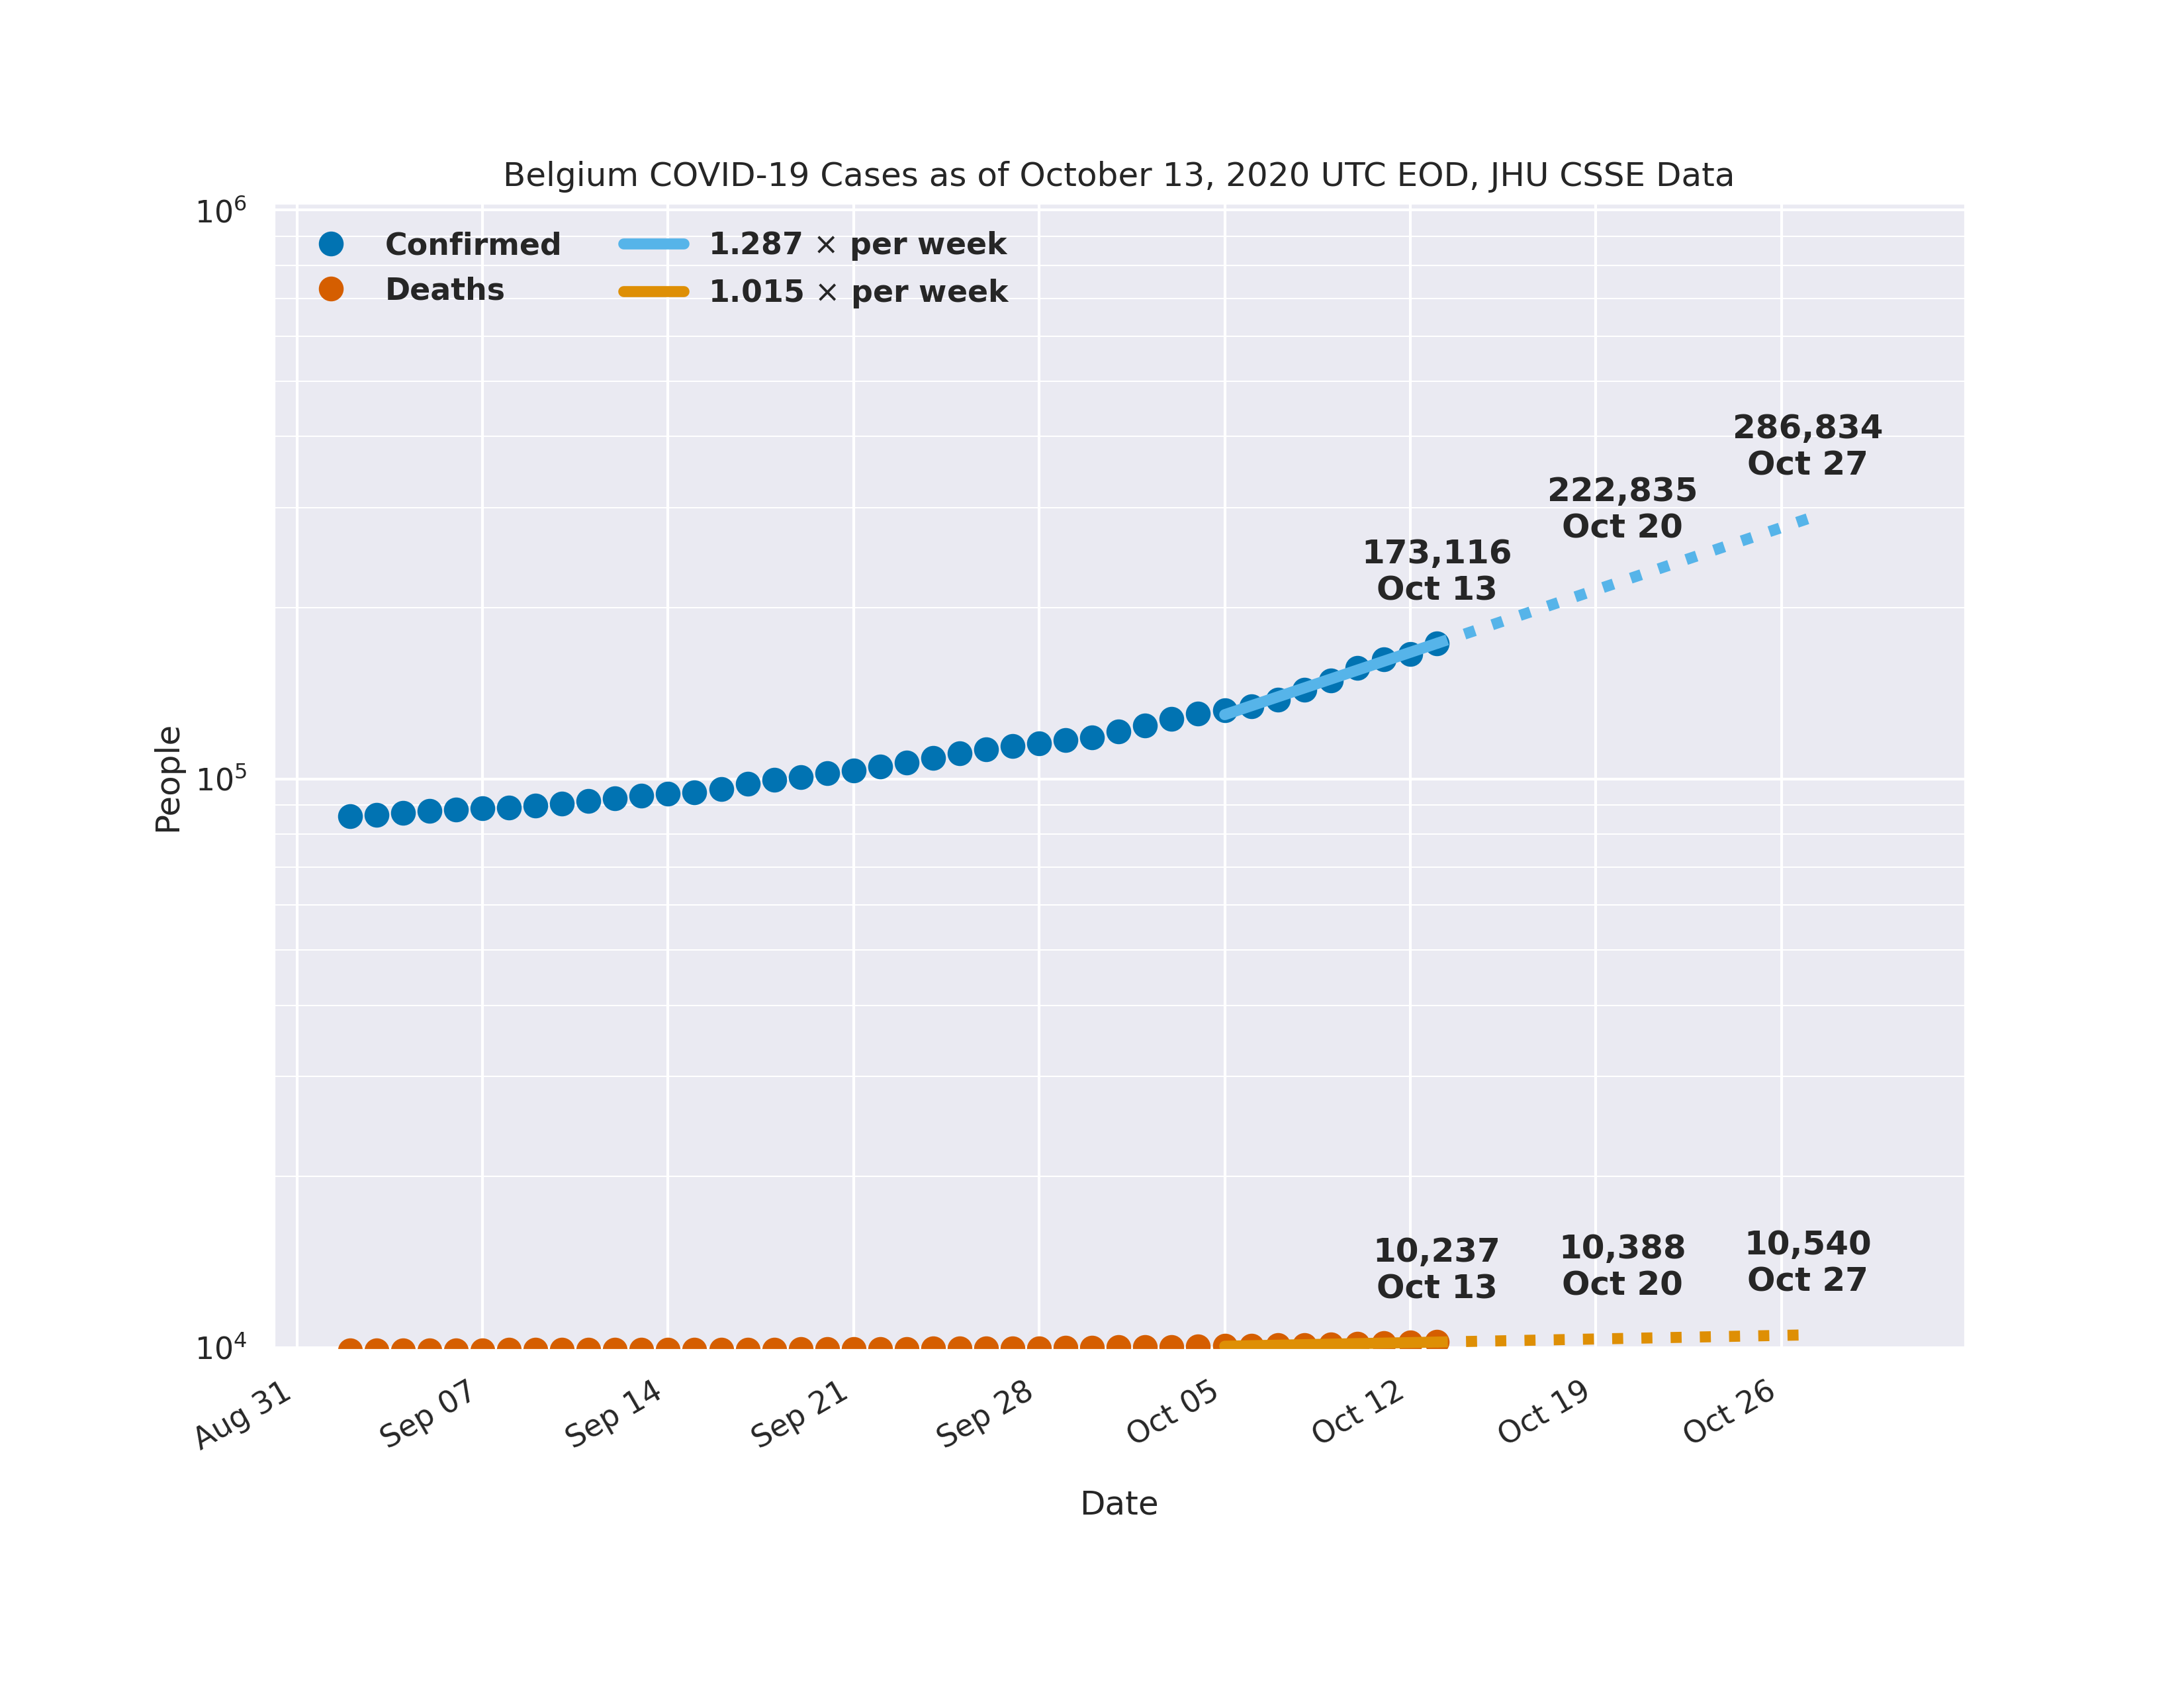 Belgium COVID-19 Cases as of October 13, 2020 UTC EOD, JHU CSSE Data
10⁶
Confirmed
Deaths
1.287 × per week
1.015 × per week
286,834
Oct 27
222,835
Oct 20
173,116
Oct 13
People
10⁵
10,237
Oct 13
10,388
Oct 20
10,540
Oct 27
10⁴
Aug 31
Sep 07
Sep 14
Sep 21
Sep 28
Oct 05
Oct 12
Oct 19
Oct 26
Date